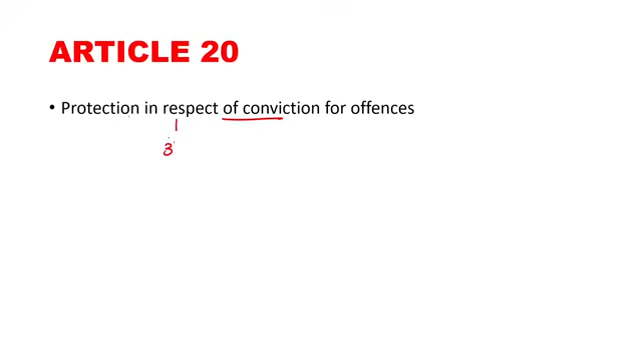 ARTICLE 20
• Protection in respect of conviction for offences
3